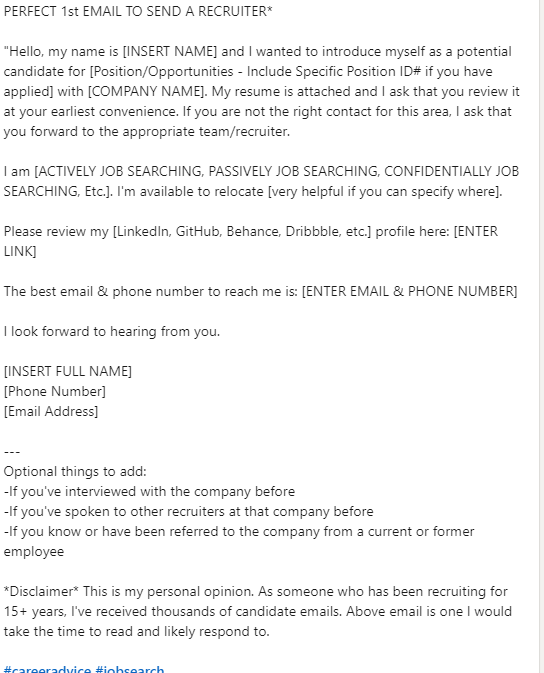 PERFECT 1st EMAIL TO SEND A RECRUITER*
"Hello, my name is [INSERT NAME] and I wanted to introduce myself as a potential
candidate for [Position/Opportunities - Include Specific Position ID# if you have
applied] with [COMPANY NAME]. My resume is attached and I ask that you review it
at your earliest convenience. If you are not the right contact for this area, I ask that
you forward to the appropriate team/recruiter.
I am [ACTIVELY JOB SEARCHING, PASSIVELY JOB SEARCHING, CONFIDENTIALLY JOB
SEARCHING, Etc.]. I'm available to relocate [very helpful if you can specify where].
Please review my [LinkedIn, GitHub, Behance, Dribbble, etc.] profile here: [ENTER
LINK]
The best email & phone number to reach me is: [ENTER EMAIL & PHONE NUMBER]
I look forward to hearing from you.
[INSERT FULL NAME]
[Phone Number]
[Email Address]
---
Optional things to add:
-If you've interviewed with the company before
-If you've spoken to other recruiters at that company before
-If you know or have been referred to the company from a current or former
employee
*Disclaimer* This is my personal opinion. As someone who has been recruiting for
15+ years, I've received thousands of candidate emails. Above email is one I would
take the time to read and likely respond to.
#careeradvice #jobsearch